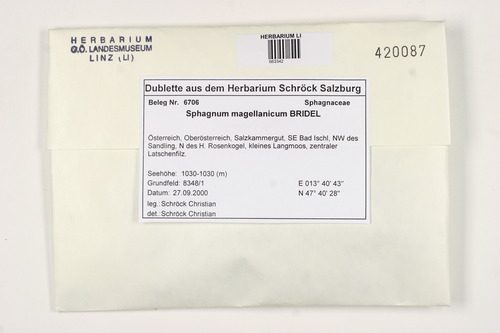 HERBARIUM
O.Ö. LANDESMUSEUM
LINZ (LI)
HERBARIUM LI
420087
Dublette aus dem Herbarium Schröck Salzburg
Beleg Nr. 6706 Sphagnaceae
Sphagnum magellanicum BRIDEL
Österreich, Oberösterreich, Salzkammergut, SE Bad Ischl, NW des
Sandling, N des H. Rosenkogel, kleines Langmoos, zentraler
Latschenfilz.
Seehöhe: 1030-1030 (m)
Grundfeld: 8348/1 E 013° 40' 43''
Datum: 27.09.2000 N 47° 40' 28''
leg. Schröck Christian
det. Schröck Christian